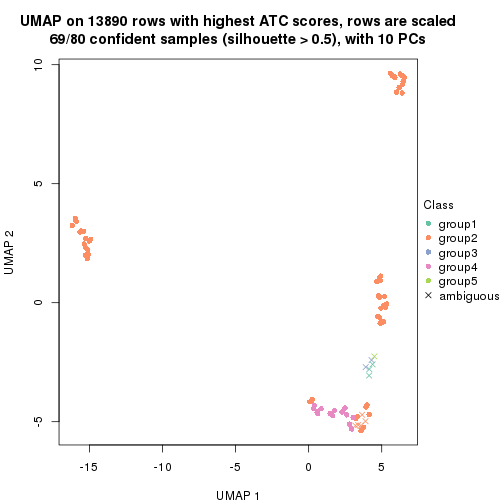 UMAP on 13890 rows with highest ATC scores, rows are scaled
69/80 confident samples (silhouette > 0.5), with 10 PCs
10
5
0
-5
UMAP 2
-15
-10
-5
0
5
UMAP 1
Class
group1
group2
group3
group4
group5
ambiguous